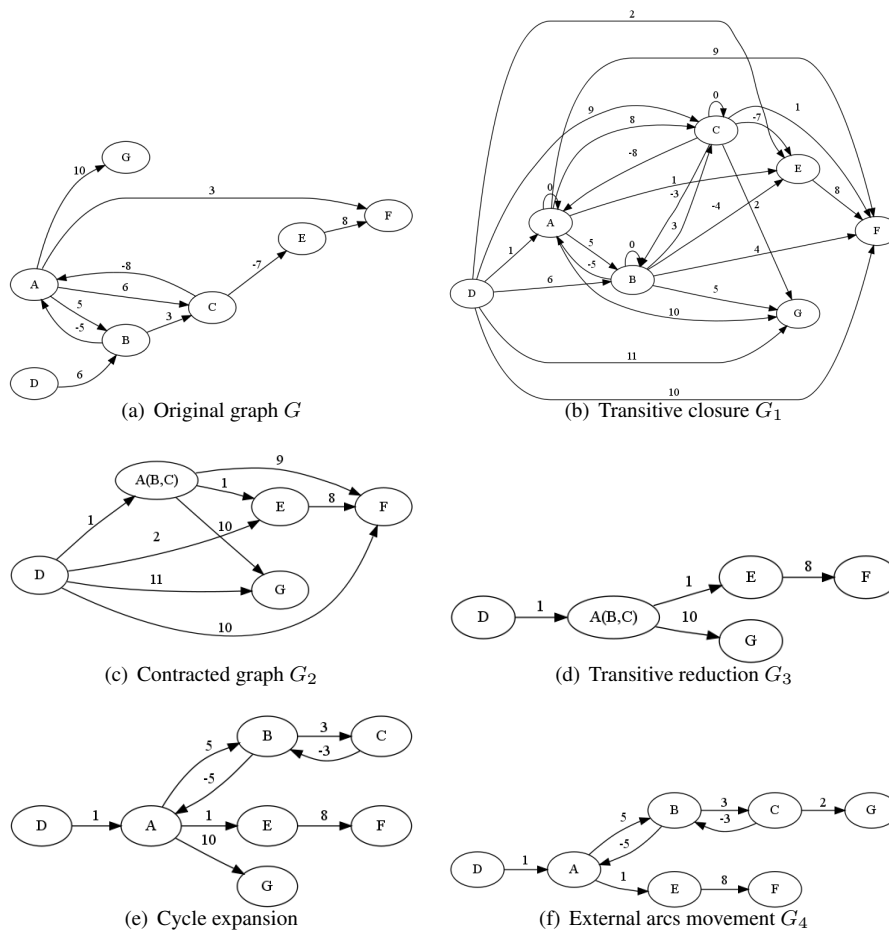 G
10
3
F
8
E
-8
-7
A
6
C
5
-5
3
B
6
D
(a) Original graph G
2
9
0
1
9
8
C
-7
-8
E
1
-3
8
0
-4
2
A
3
F
5
0
4
1
-5
B
5
6
D
10
G
11
10
(b) Transitive closure G1
9
A(B,C)
1
E
8
F
1
10
2
D
11
G
10
(c) Contracted graph G2
E
8
F
1
D
1
A(B,C)
10
G
(d) Transitive reduction G3
B
3
C
5
-3
-5
D
1
A
1
E
8
F
10
G
(e) Cycle expansion
B
3
C
2
G
5
-3
-5
D
1
A
1
E
8
F
(f) External arcs movement G4